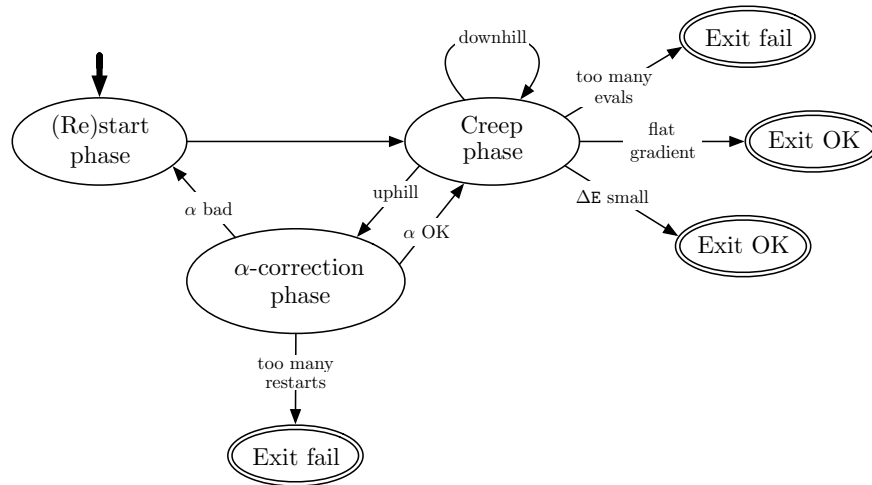 downhill
Exit fail
too many
evals
(Re)start
phase
Creep
phase
flat
gradient
Exit OK
uphill
α bad
α OK
ΔE small
Exit OK
α-correction
phase
too many
restarts
Exit fail